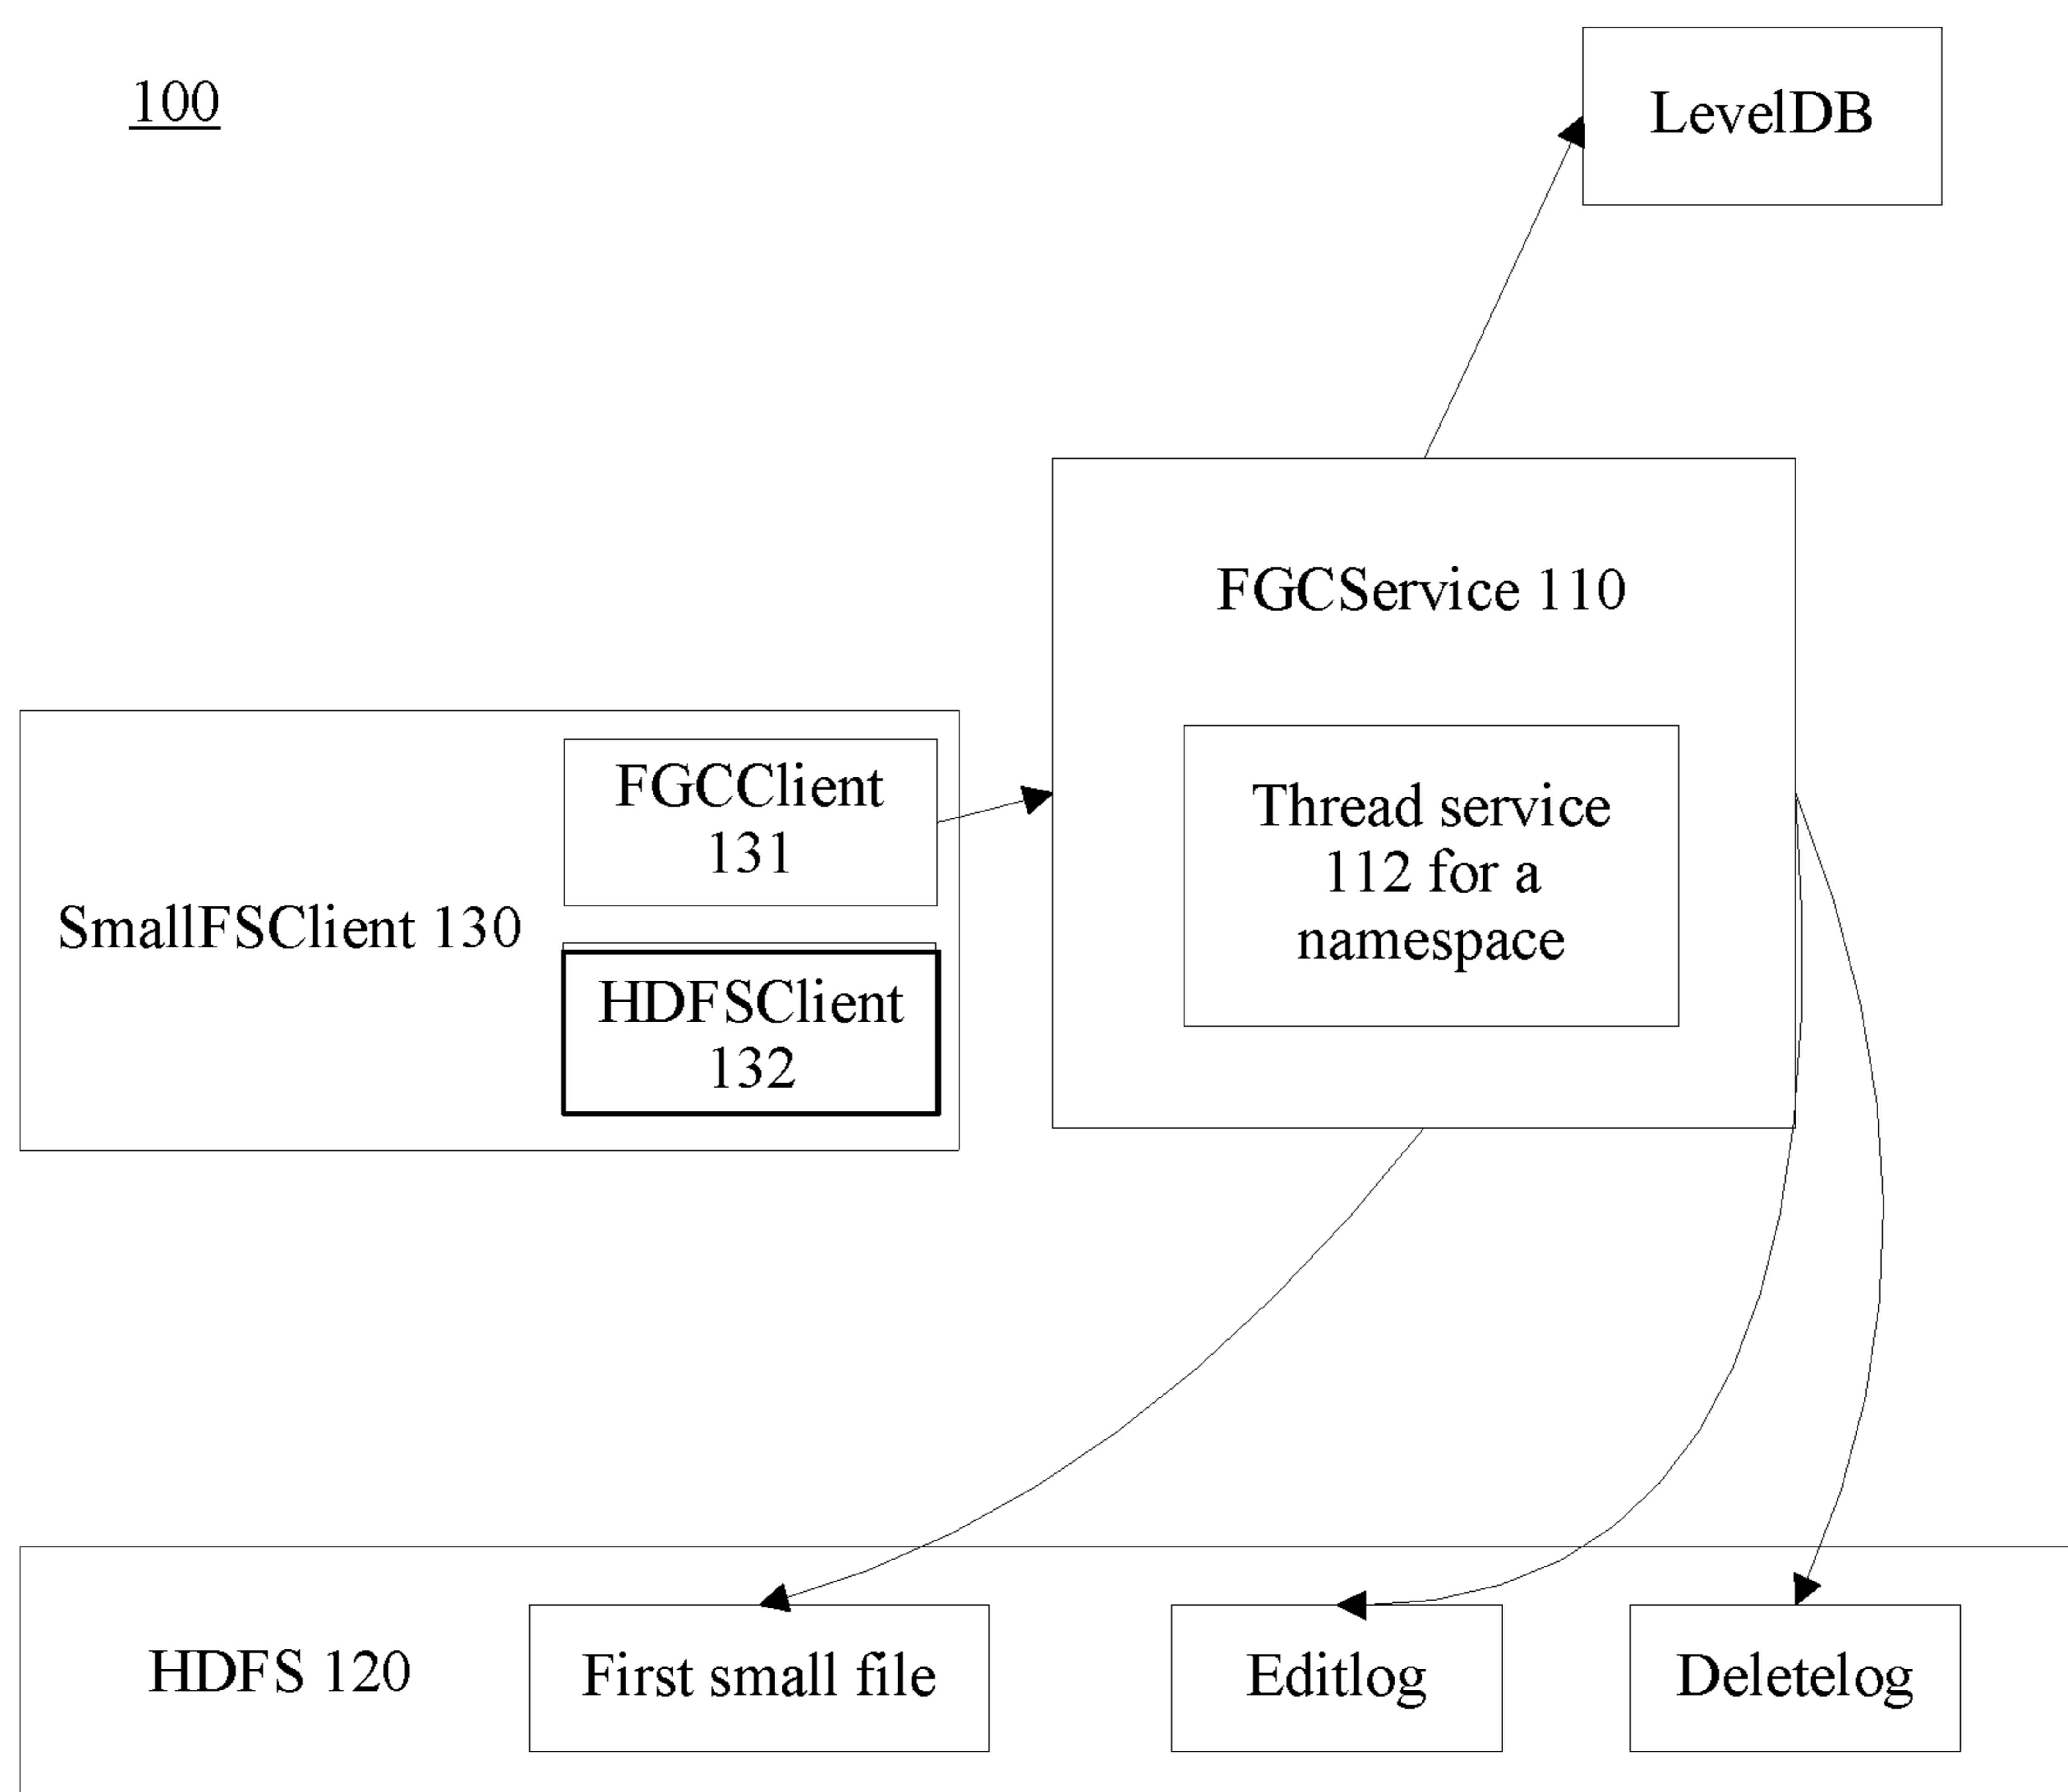 100
LevelDB
FGCService 110
Thread service
112 for a
namespace
SmallFSClient 130
FGCClient
131
HDFSClient
132
HDFS 120
First small file
Editlog
Deletelog